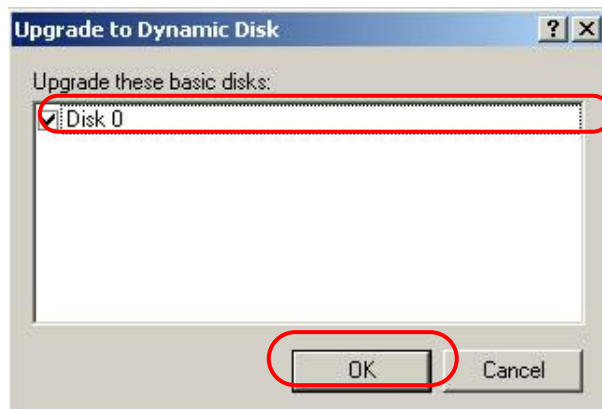 Upgrade to Dynamic Disk
Upgrade these basic disks:
Disk 0
OK
Cancel